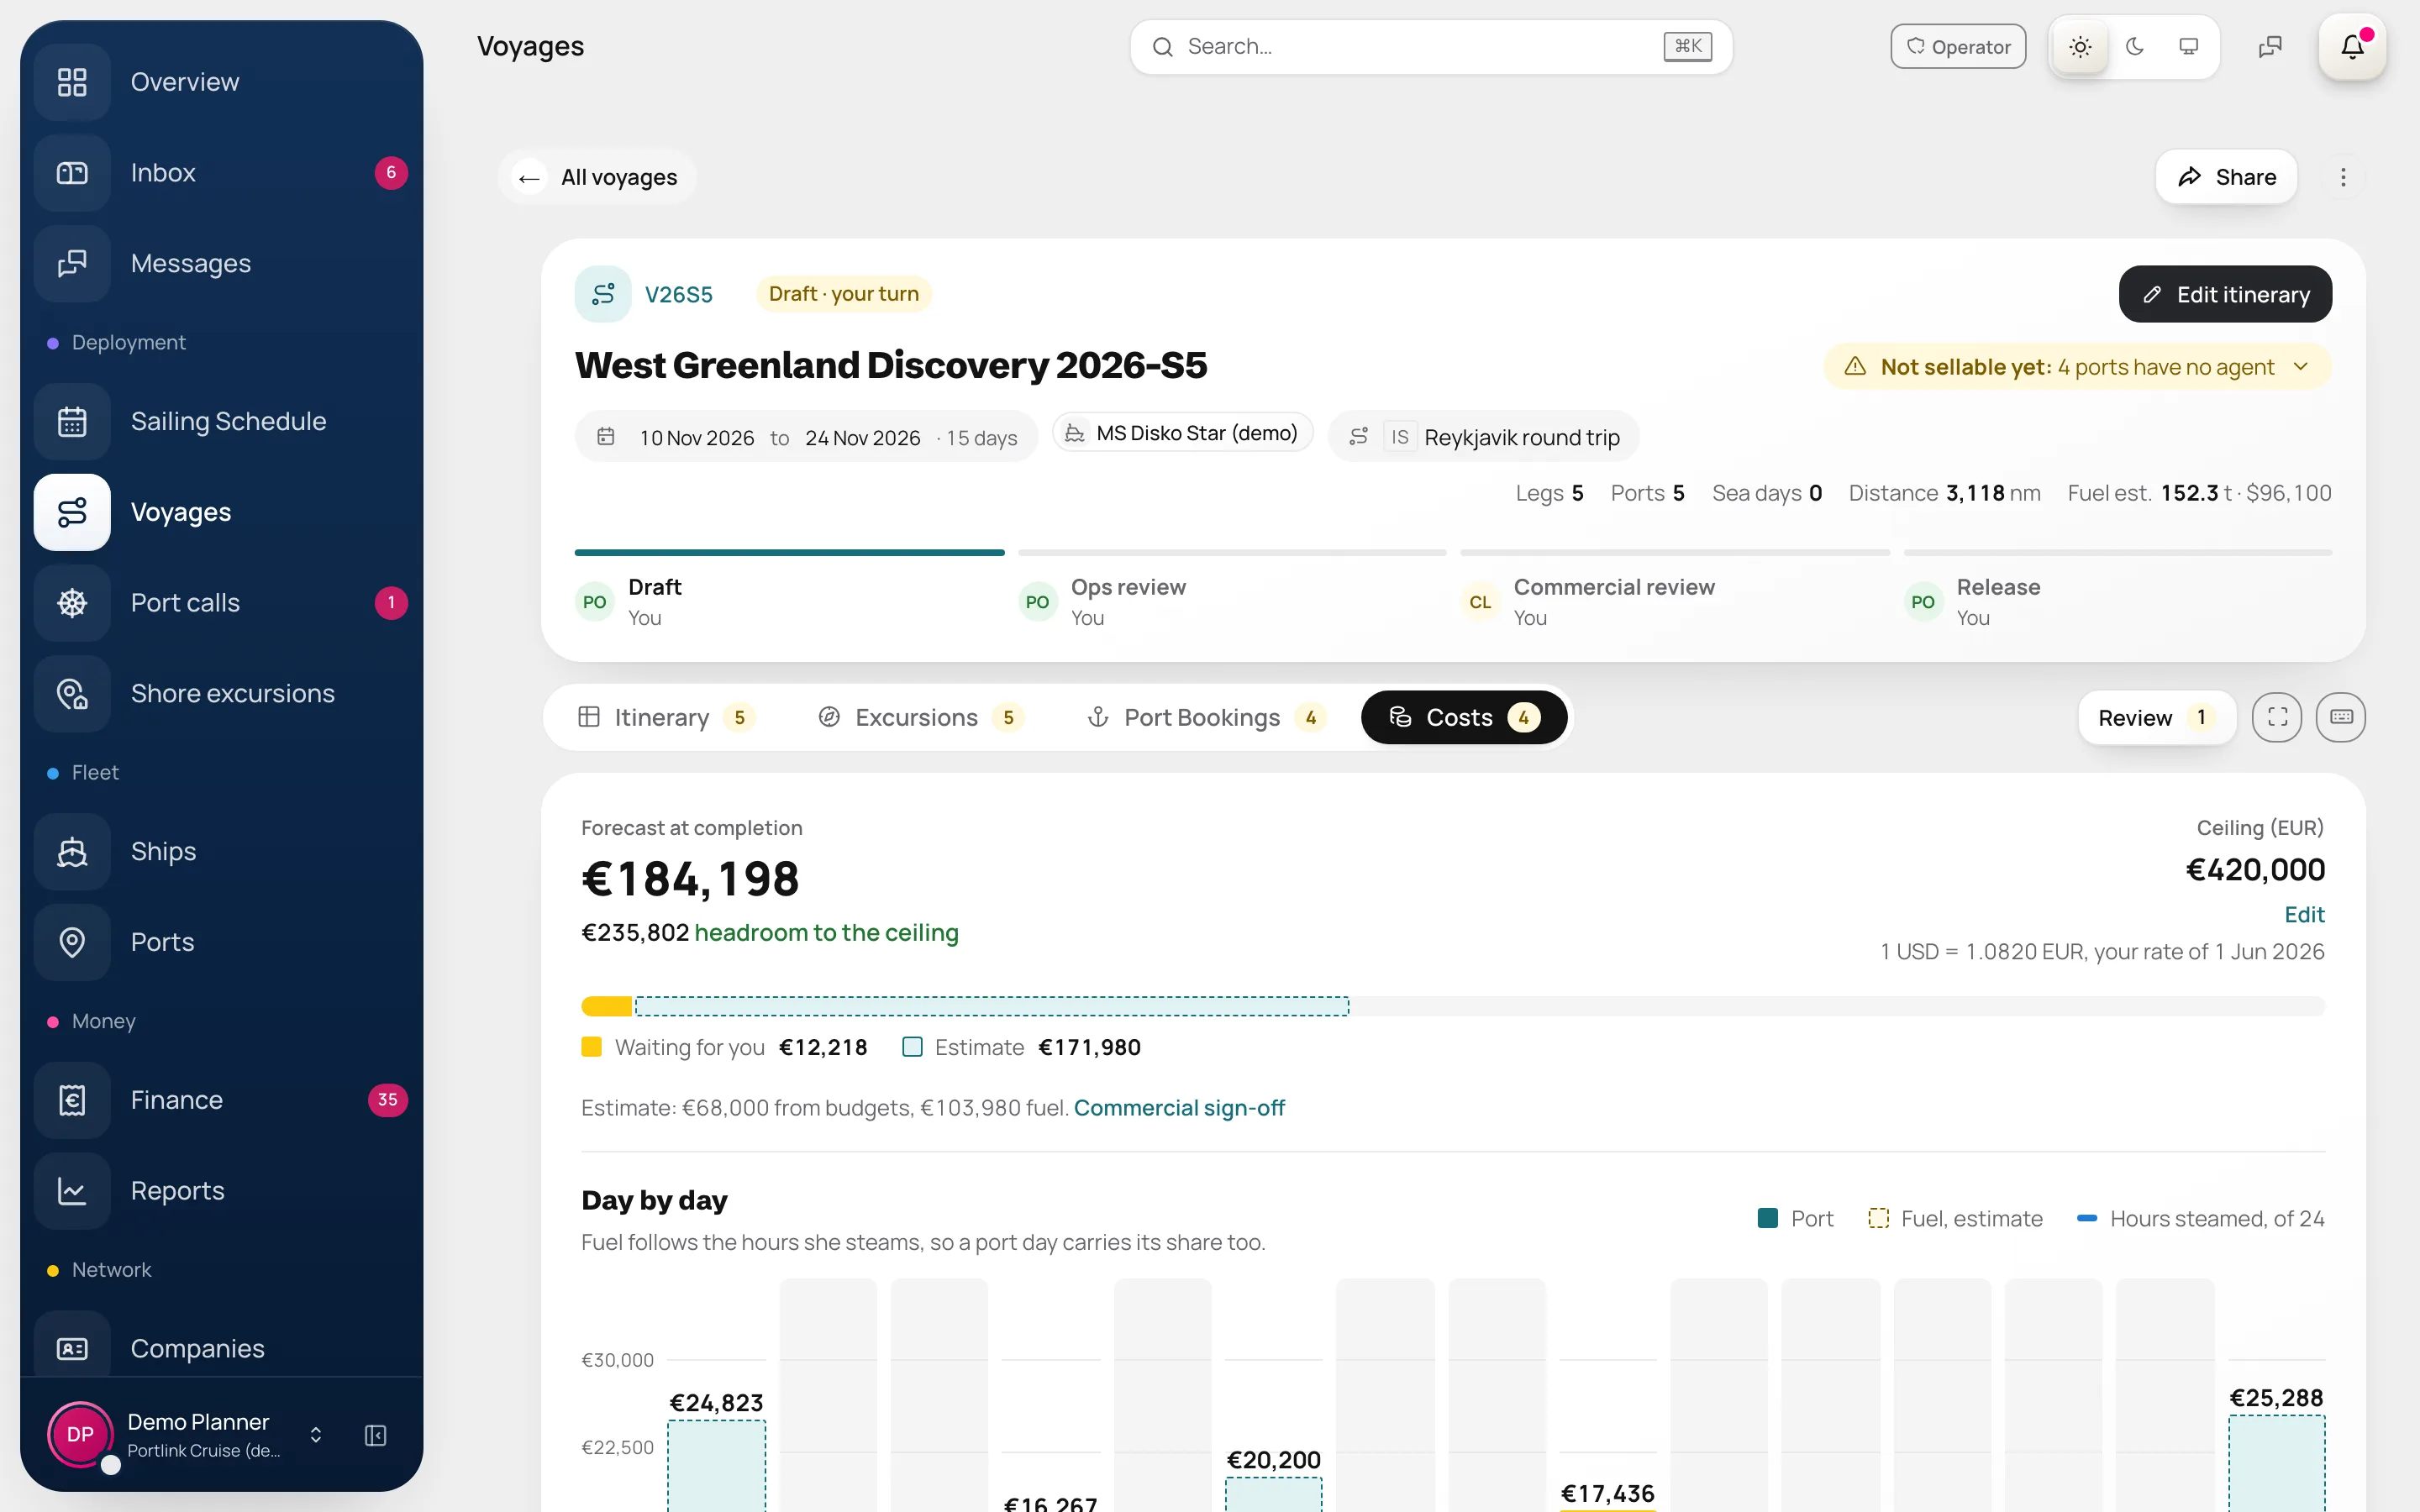 Overview
Inbox 6
Messages
Deployment
Sailing Schedule
Voyages
Port calls 1
Shore excursions
Fleet
Ships
Ports
Money
Finance 35
Reports
Network
Companies
DP
Demo Planner
Portlink Cruise (de...
Voyages
Search...
⌘K
Operator
← All voyages
Share
V26S5
Draft · your turn
Edit itinerary
West Greenland Discovery 2026-S5
Not sellable yet: 4 ports have no agent
10 Nov 2026 to 24 Nov 2026 · 15 days
MS Disko Star (demo)
IS Reykjavik round trip
Legs 5 Ports 5 Sea days 0 Distance 3,118 nm Fuel est. 152.3 t · $96,100
PO Draft
You
PO Ops review
You
CL Commercial review
You
PO Release
You
Itinerary 5
Excursions 5
Port Bookings 4
Costs 4
Review 1
Forecast at completion
€184,198
€235,802 headroom to the ceiling
Ceiling (EUR)
€420,000
Edit
1 USD = 1.0820 EUR, your rate of 1 Jun 2026
Waiting for you €12,218
Estimate €171,980
Estimate: €68,000 from budgets, €103,980 fuel. Commercial sign-off
Day by day
Fuel follows the hours she steams, so a port day carries its share too.
Port
Fuel, estimate
Hours steamed, of 24
€30,000
€22,500
€24,823
€16,267
€20,200
€17,436
€25,288